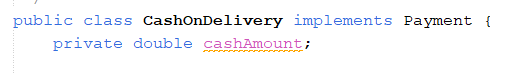 public class CashOnDelivery implements Payment {
private double cashAmount;